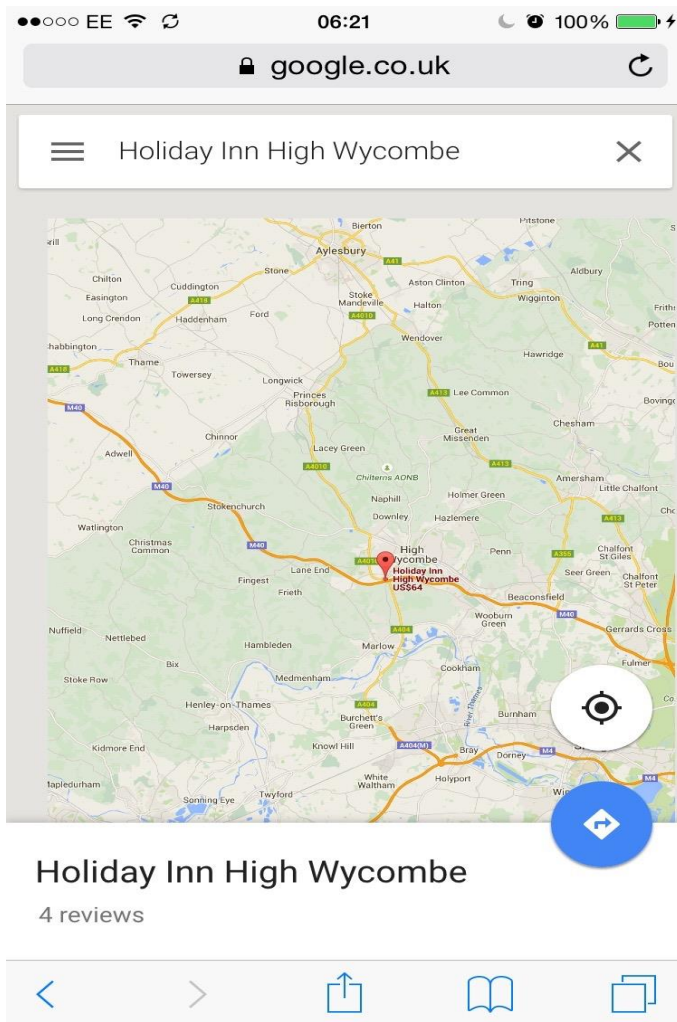 EE 06:21 100%
google.co.uk
Holiday Inn High Wycombe
Bierton
Pitstone
Aylesbury
A41
Stone
Aston Clinton
Tring
Aldbury
Chilton
Cuddington
Easington
A418
Stoke
Mandeville
Halton
Wigginton
Long Crendon
Haddenham
Ford
A4010
Wendover
A41
Hawridge
Thame
A418
Towersey
Longwick
Princes
Risborough
A413
Lee Common
M40
Chinnor
Great
Missenden
Chesham
Adwell
Lacey Green
A4010
A413
Chilterns AONB
Amersham
Little Chalfont
M40
Naphill
Holmer Green
Stokenchurch
Downley
Hazlemere
A413
Watlington
Christmas
Common
M40
High
Wycombe
Penn
A355
Chalfont
St Giles
Lane End
Holiday Inn
High Wycombe
US$64
Seer Green
Chalfont
St Peter
Fingest
Frieth
Beaconsfield
Wooburn
Green
M40
Nuffield
Nettlebed
A404
Gerrards Cross
Hambleden
Marlow
Bix
Cookham
Fulmer
Stoke Row
Medmenham
Henley-on-Thames
A404
River Thames
Burnham
Harpsden
Burchett's
Green
Kidmore End
Knowl Hill
A404(M)
Bray
Dorney
M4
White
Waltham
Holyport
M4
Sonning Eye
Twyford
Holiday Inn High Wycombe
4 reviews